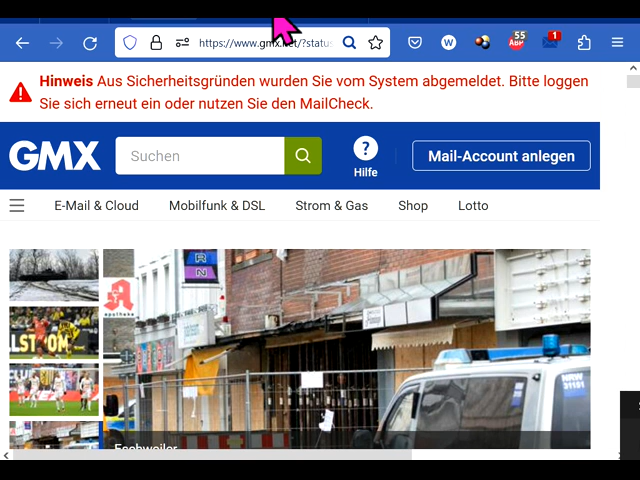 https://www.gmx.net/?status
55
ABP
1
W
Hinweis Aus Sicherheitsgründen wurden Sie vom System abgemeldet. Bitte loggen
Sie sich erneut ein oder nutzen Sie den MailCheck.
GMX
Suchen
?
Hilfe
Mail-Account anlegen
E-Mail & Cloud
Mobilfunk & DSL
Strom & Gas
Shop
Lotto
R
N
apotheke
Eschweiler